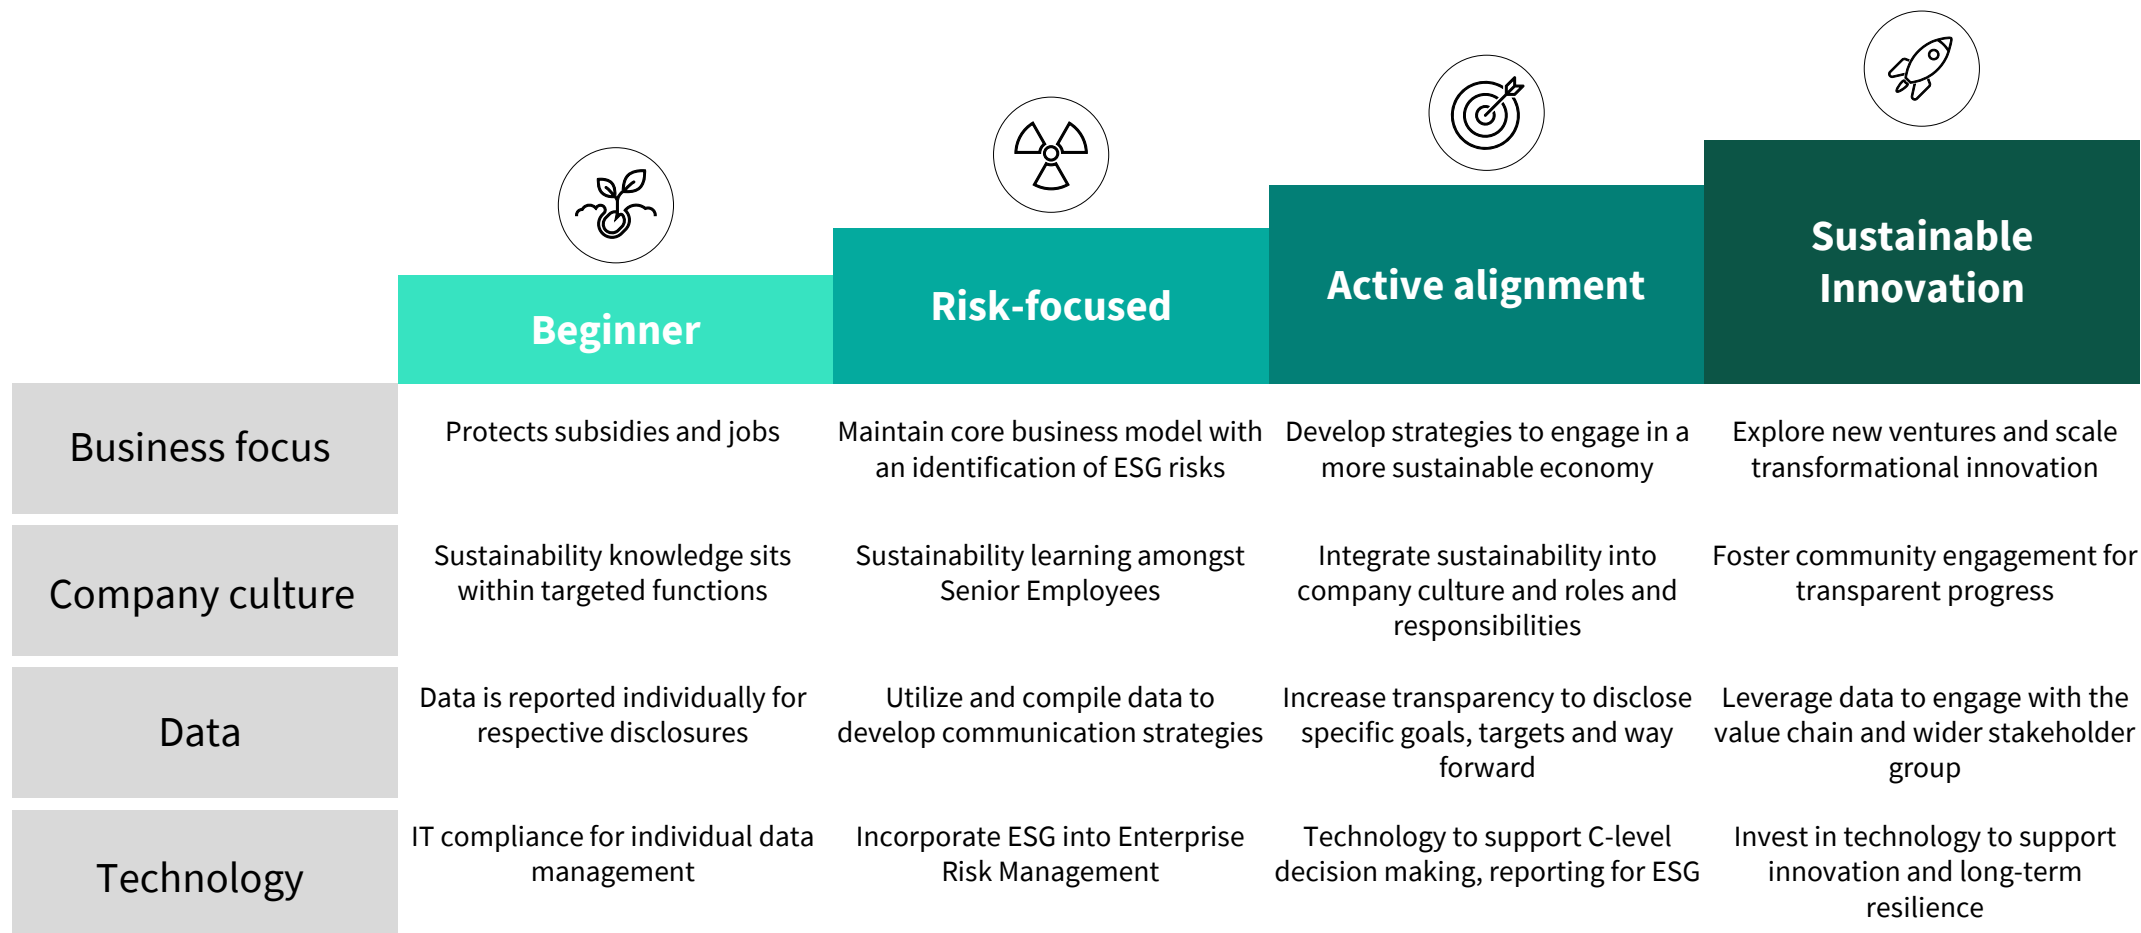 Beginner
Risk-focused
Active alignment
Sustainable
Innovation
Business focus
Protects subsidies and jobs
Maintain core business model with
an identification of ESG risks
Develop strategies to engage in a
more sustainable economy
Explore new ventures and scale
transformational innovation
Company culture
Sustainability knowledge sits
within targeted functions
Sustainability learning amongst
Senior Employees
Integrate sustainability into
company culture and roles and
responsibilities
Foster community engagement for
transparent progress
Data
Data is reported individually for
respective disclosures
Utilize and compile data to
develop communication strategies
Increase transparency to disclose
specific goals, targets and way
forward
Leverage data to engage with the
value chain and wider stakeholder
group
Technology
IT compliance for individual data
management
Incorporate ESG into Enterprise
Risk Management
Technology to support C-level
decision making, reporting for ESG
Invest in technology to support
innovation and long-term
resilience